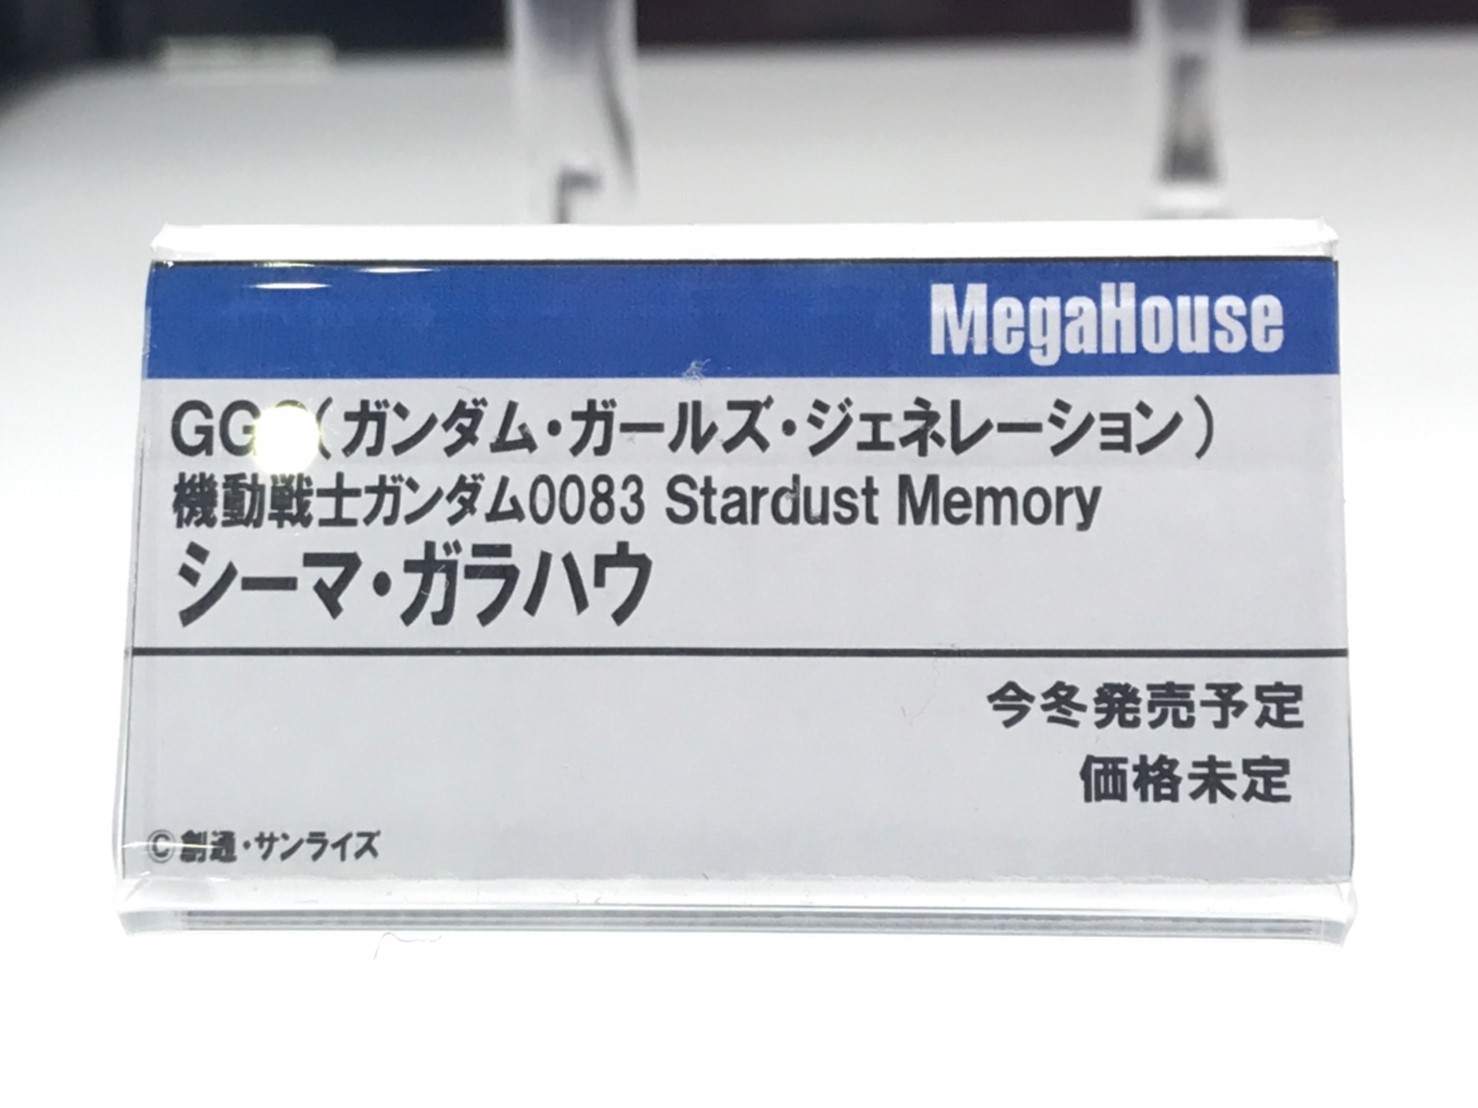 MegaHouse
GGG(ガンダム・ガールズ・ジェネレーション)
機動戦士ガンダム0083 Stardust Memory
シーマ・ガラハウ
今冬発売予定
価格未定
©創通・サンライズ